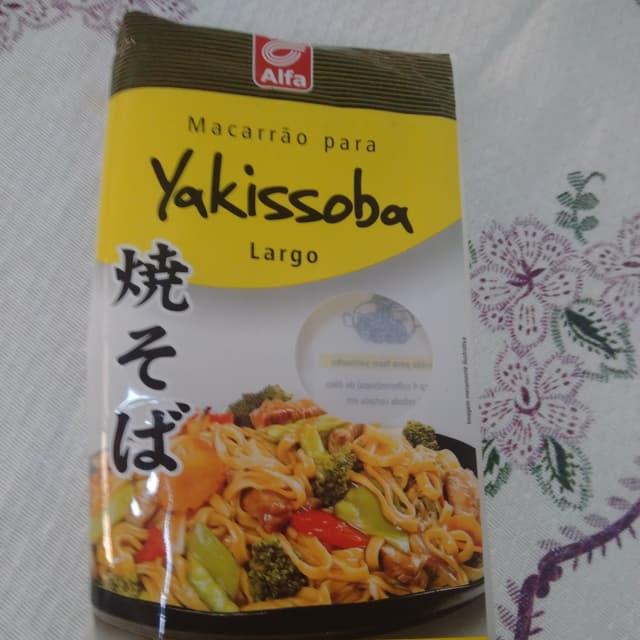 Alfa
Macarrão para
Yakissoba
Largo
焼そば